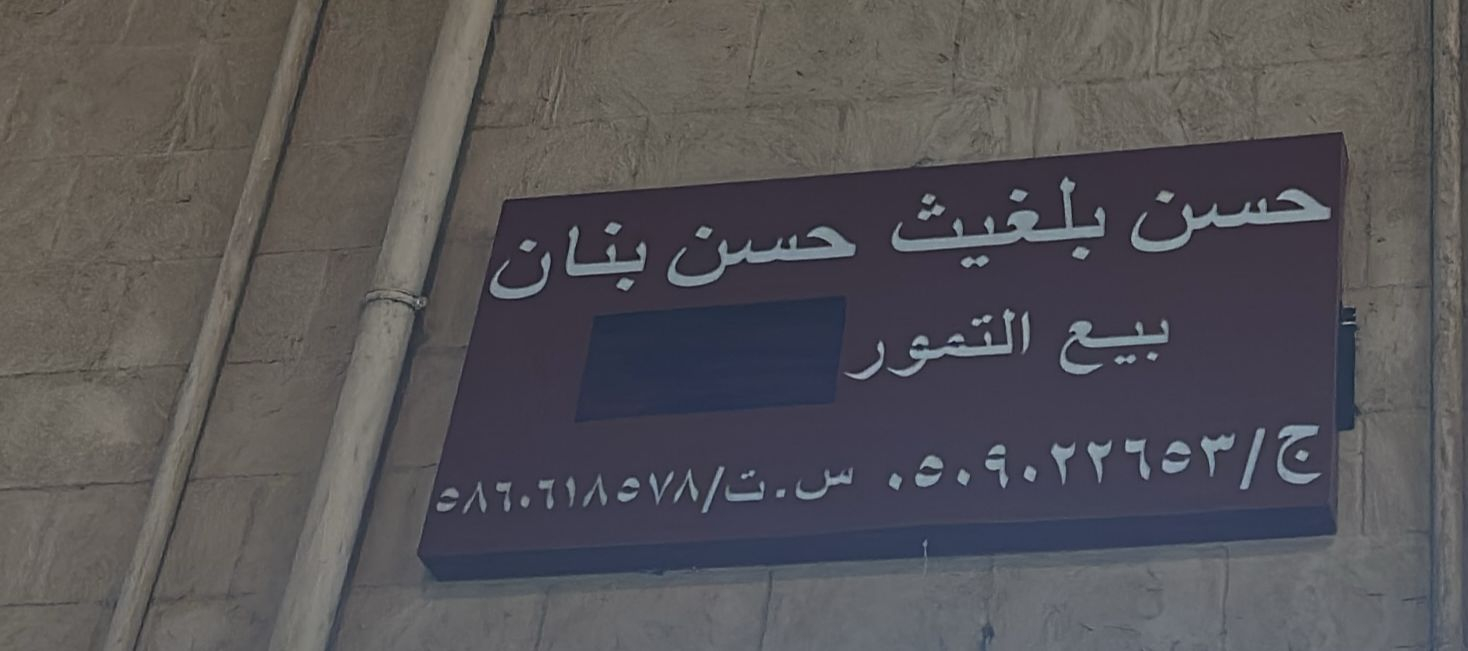 حسن بلغيث حسن بنان
بيع التمور
ج/٠٥٠٩٠٢٢٦٥٣ س.ت/٥٨٦٠٦١٨٥٧٨